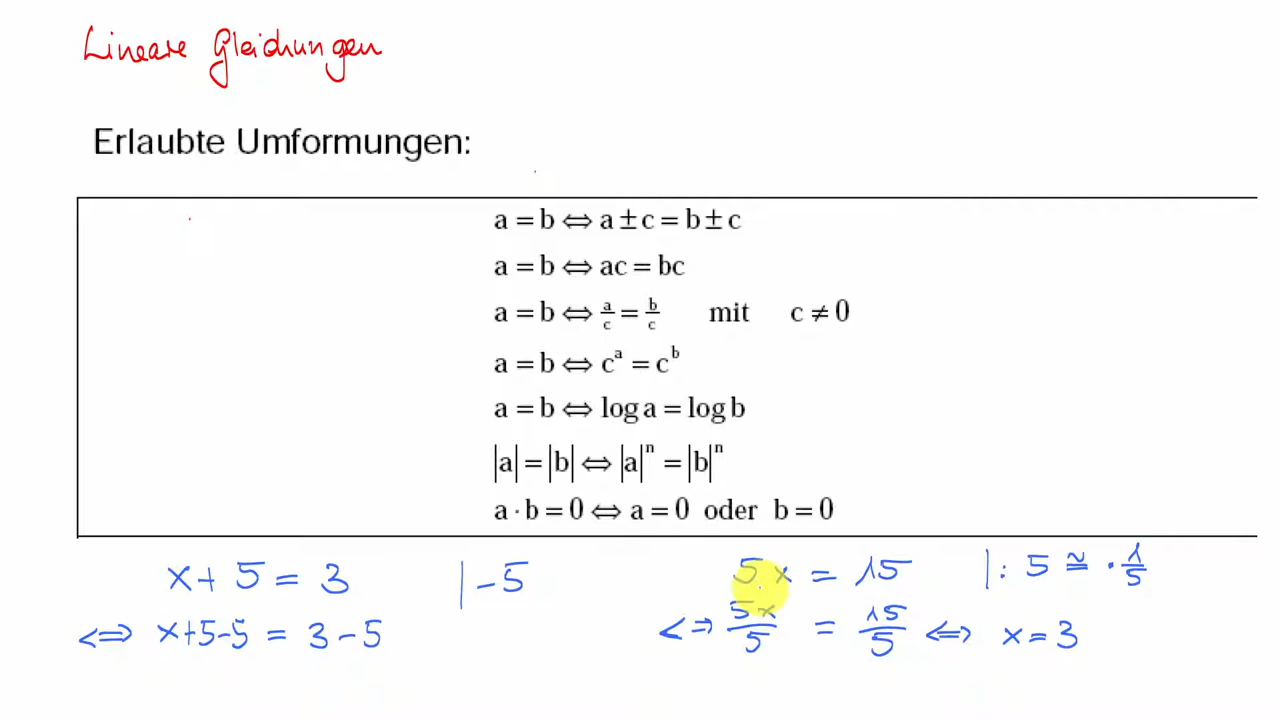 Lineare Gleichungen
Erlaubte Umformungen:
a = b ⇔ a ± c = b ± c
a = b ⇔ ac = bc
a = b ⇔ a/c = b/c mit c ≠ 0
a = b ⇔ c^a = c^b
a = b ⇔ log a = log b
|a| = |b| ⇔ |a|^n = |b|^n
a · b = 0 ⇔ a = 0 oder b = 0
x + 5 = 3 | -5
⇔ x+5-5 = 3 - 5
5x = 15 | : 5 ≅ · 1/5
⇔ 5x/5 = 15/5 ⇔ x = 3